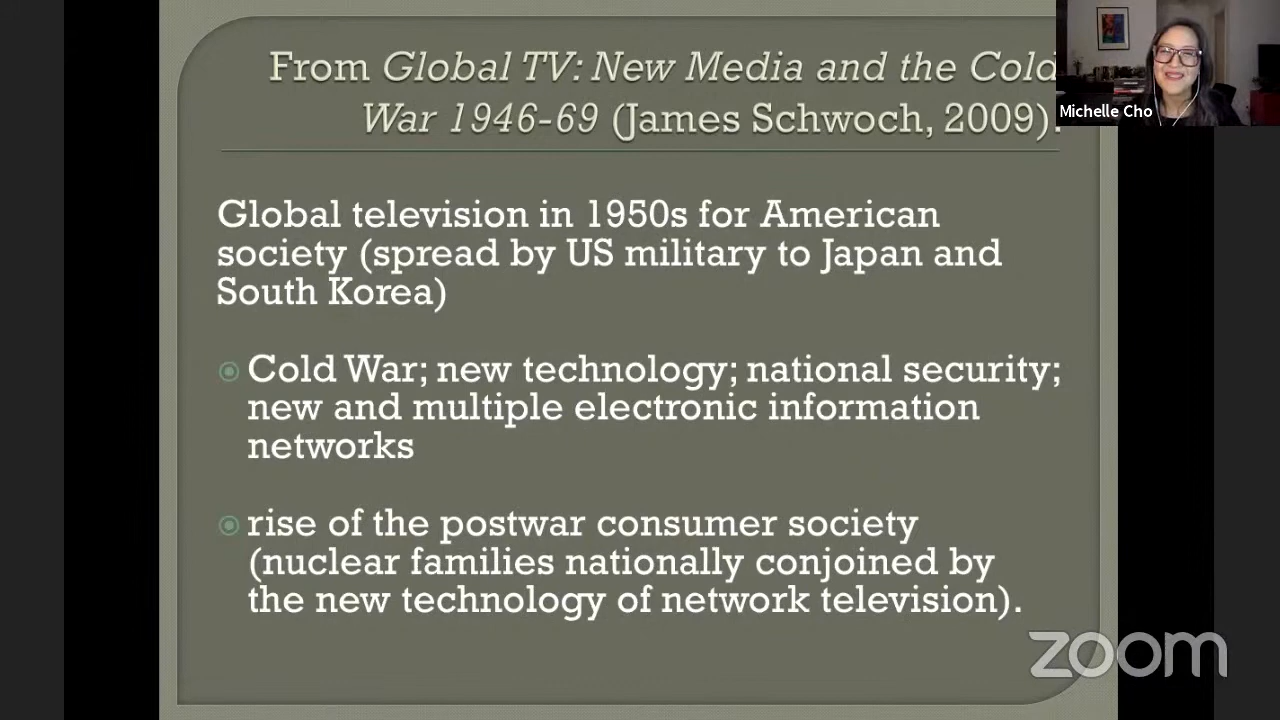 From Global TV: New Media and the Cold
War 1946-69 (James Schwoch, 2009).
Michelle Cho
Global television in 1950s for American
society (spread by US military to Japan and
South Korea)
Cold War; new technology; national security;
new and multiple electronic information
networks
rise of the postwar consumer society
(nuclear families nationally conjoined by
the new technology of network television).
zoom